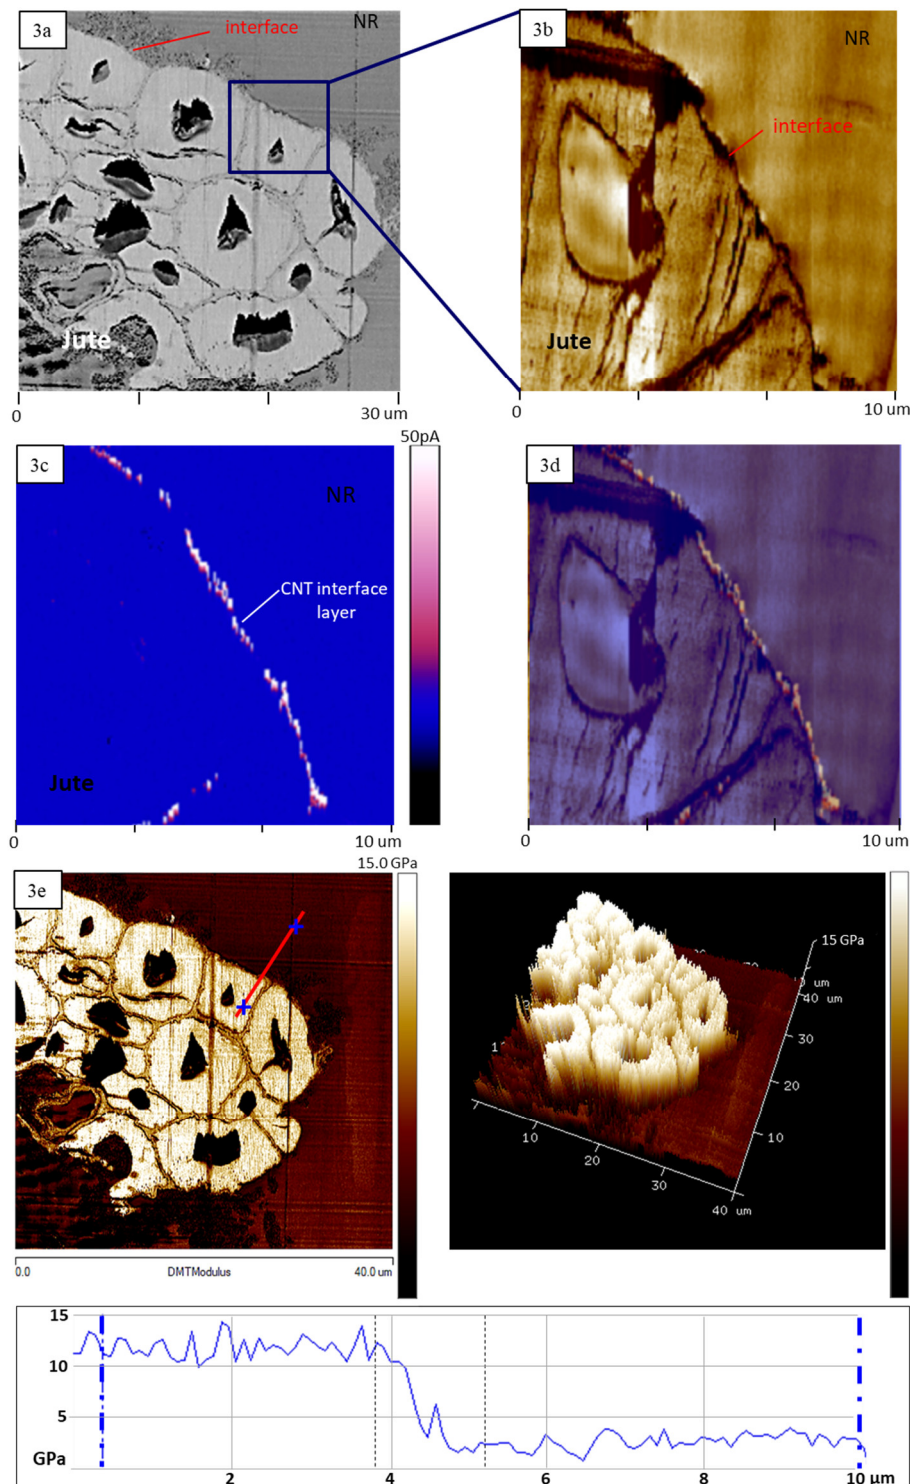 3a
interface
NR
Jute
0
30 um
3b
NR
interface
Jute
0
10 um
3c
NR
CNT interface
layer
Jute
0
10 um
50pA
3d
0
10 um
15.0 GPa
3e
0.0
DMTModulus
40.0 um
15 GPa
um
40 um
30
20
10
10
20
30
40 um
15
10
5
GPa
2
4
6
8
10 μm